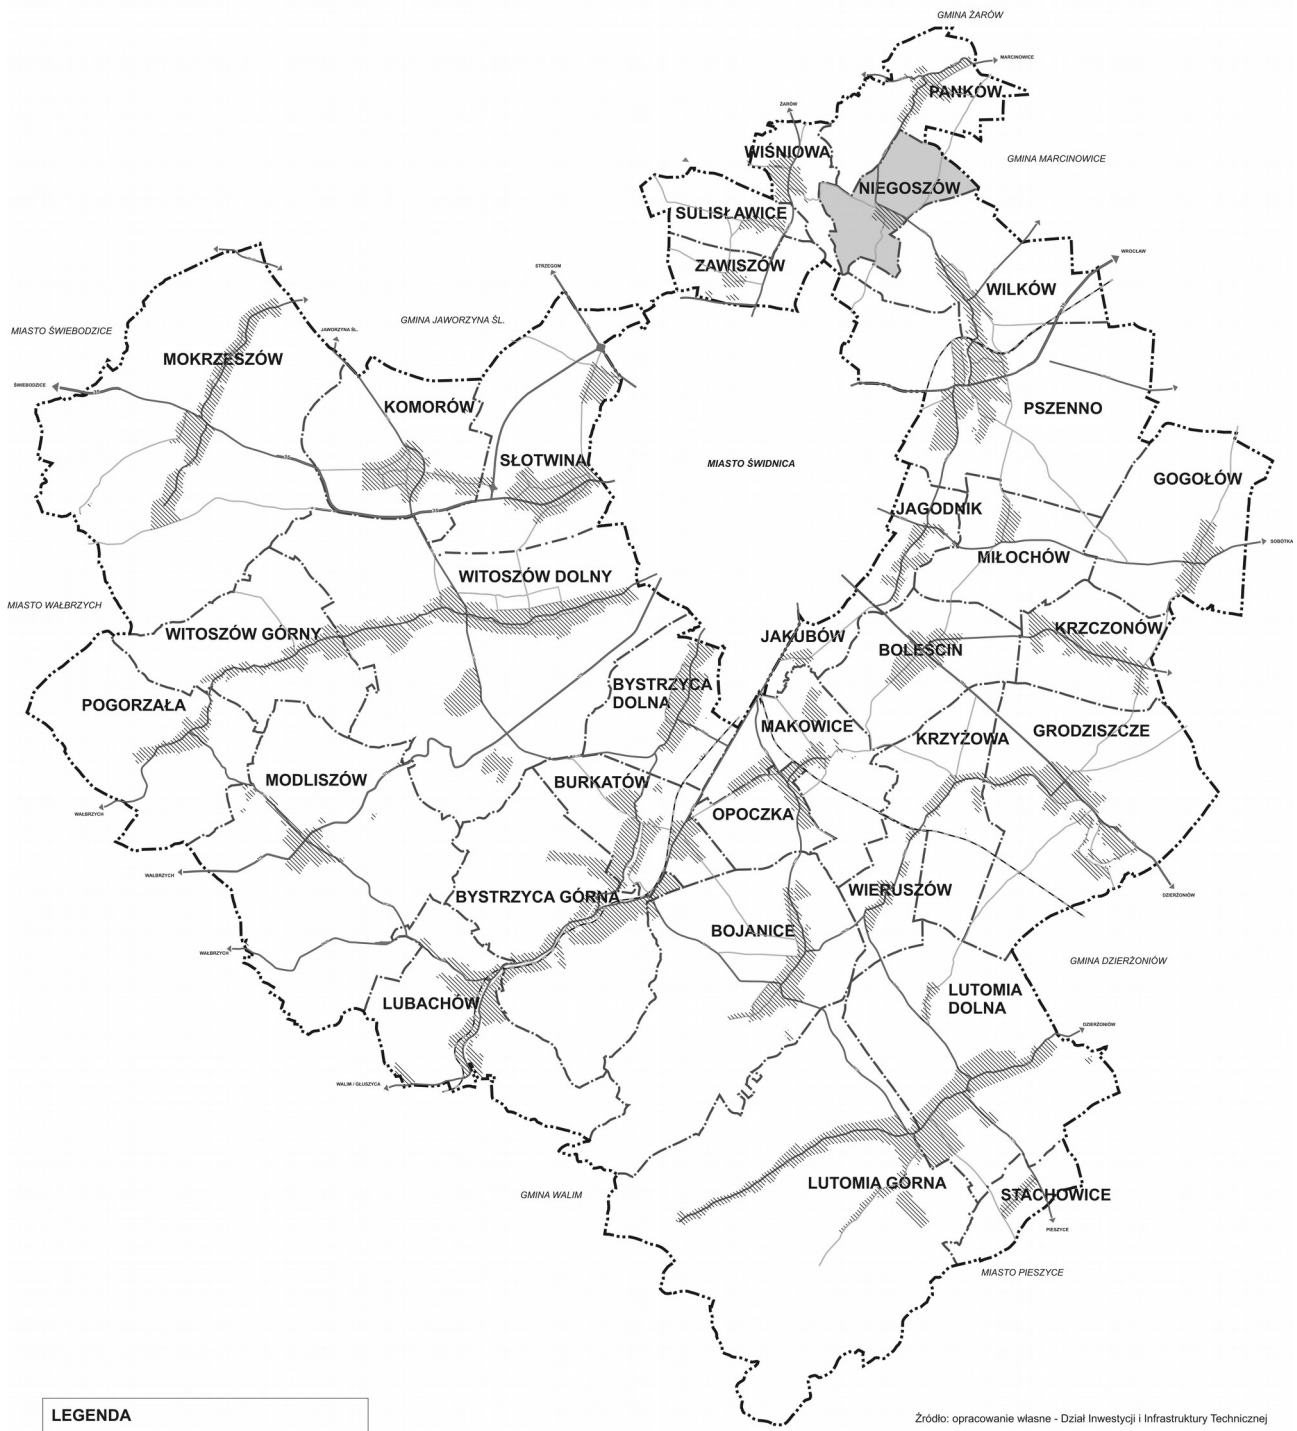 GMINA ŻARÓW
MARCINOWICE
PANKÓW
ŻARÓW
WIŚNIOWA
GMINA MARCINOWICE
NIEGOSZÓW
SULISŁAWICE
ZAWISZÓW
WROCŁAW
STRZEGOM
WILKÓW
GMINA JAWORZYNA ŚL.
MIASTO ŚWIEBODZICE
JAWORZYNA ŚL.
MOKRZESZÓW
ŚWIEBODZICE
KOMORÓW
PSZENNO
SŁOTWINA
MIASTO ŚWIDNICA
GOGOŁÓW
JAGODNIK
SOBÓTKA
MIŁOCHÓW
WITOSZÓW DOLNY
MIASTO WAŁBRZYCH
WITOSZÓW GÓRNY
JAKUBÓW
KRZCZONÓW
BOLEŚCIN
BYSTRZYCA
DOLNA
POGORZAŁA
MAKOWICE
KRZYŻOWA
GRODZISZCZE
MODLISZÓW
BURKATÓW
OPOCZKA
WAŁBRZYCH
WAŁBRZYCH
BYSTRZYCA GÓRNA
WIERUSZÓW
DZIERŻONIÓW
BOJANICE
WAŁBRZYCH
GMINA DZIERŻONIÓW
LUBACHÓW
LUTOMIA
DOLNA
DZIERŻONIÓW
WALIM / GŁUSZYCA
LUTOMIA GÓRNA
GMINA WALIM
STACHOWICE
PIESZYCE
MIASTO PIESZYCE
LEGENDA
Źródło: opracowanie własne - Dział Inwestycji i Infrastruktury Technicznej